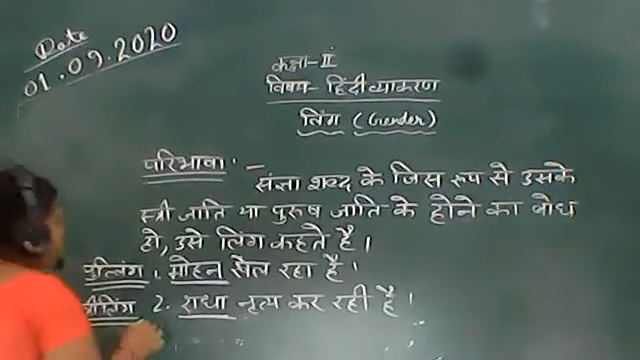 Date
01.09.2020
कक्षा-II
विषय- हिंदी व्याकरण
लिंग (Gender)
परिभाषा :-
संज्ञा शब्द के जिस रूप से उसके
स्त्री जाति या पुरुष जाति के होने का बोध
हो, उसे लिंग कहते है।
पुल्लिंग 1. मोहन खेल रहा है।
2. राधा नृत्य कर रही है।